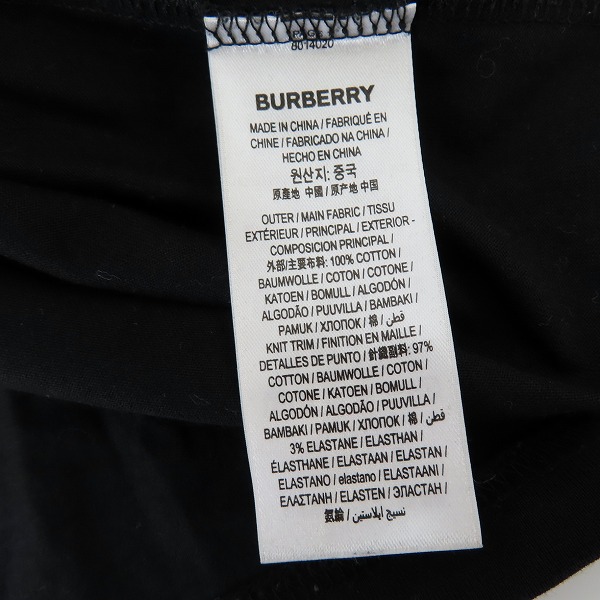 8014020
BURBERRY
MADE IN CHINA / FABRIQUÉ EN
CHINE / FABRICADO NA CHINA /
HECHO EN CHINA
원산지: 중국
原產地 中國 / 原产地 中国
OUTER / MAIN FABRIC / TISSU
EXTÉRIEUR / PRINCIPAL / EXTERIOR -
COMPOSICION PRINCIPAL /
外部/主要布料: 100% COTTON /
BAUMWOLLE / COTON / COTONE /
KATOEN / BOMULL / ALGODÓN /
ALGODÃO / PUUVILLA / BAMBAKI /
PAMUK / ХЛОПОК / 棉 / قطن /
KNIT TRIM / FINITION EN MAILLE /
DETALLES DE PUNTO / 針織副料: 97%
COTTON / BAUMWOLLE / COTON /
COTONE / KATOEN / BOMULL /
ALGODÓN / ALGODÃO / PUUVILLA /
BAMBAKI / PAMUK / ХЛОПОК / 棉 / قطن /
3% ELASTANE / ELASTHAN /
ÉLASTHANE / ELASTAAN / ELASTAN /
ELASTANO / elastano / ELASTAANI /
ΕΛΑΣΤΑΝΗ / ELASTEN / ЭЛАСТАН /
氨綸 / نسيج ايلاستين /